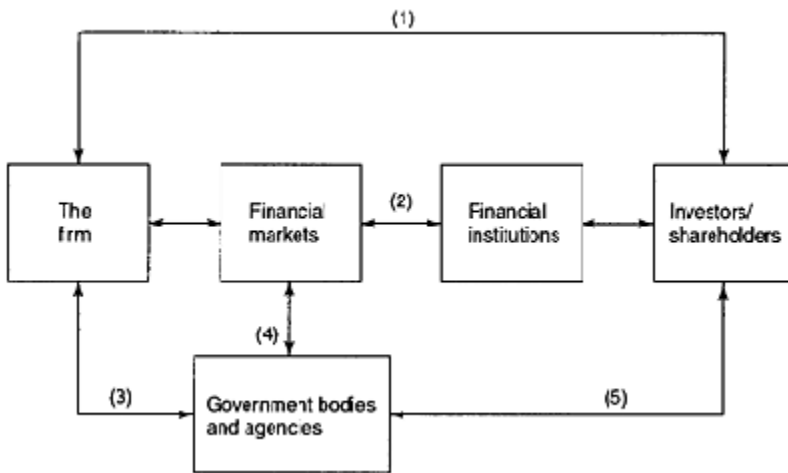 (1)
The
firm
Financial
markets
(2)
Financial
institutions
Investors/
shareholders
(4)
(3)
Government bodies
and agencies
(5)